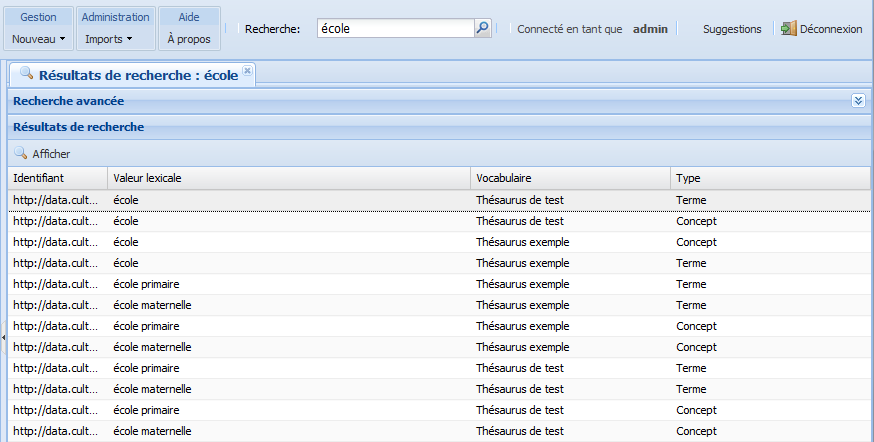 Gestion Administration Aide
Nouveau Imports À propos Recherche: école Connecté en tant que admin Suggestions Déconnexion
Résultats de recherche : école
Recherche avancée
Résultats de recherche
Afficher
Identifiant Valeur lexicale Vocabulaire Type
http://data.cult... école Thésaurus de test Terme
http://data.cult... école Thésaurus de test Concept
http://data.cult... école Thésaurus exemple Concept
http://data.cult... école Thésaurus exemple Terme
http://data.cult... école primaire Thésaurus exemple Terme
http://data.cult... école maternelle Thésaurus exemple Terme
http://data.cult... école primaire Thésaurus exemple Concept
http://data.cult... école maternelle Thésaurus exemple Concept
http://data.cult... école primaire Thésaurus de test Terme
http://data.cult... école maternelle Thésaurus de test Terme
http://data.cult... école primaire Thésaurus de test Concept
http://data.cult... école maternelle Thésaurus de test Concept